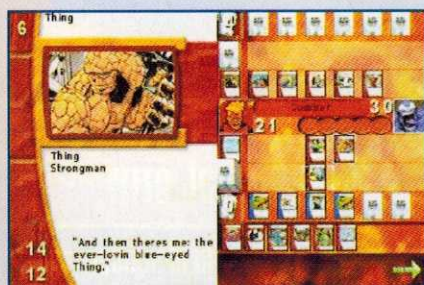 6
Thing
Thing
Strongman
"And then theres me: the
ever-lovin blue-eyed
Thing."
14
12
21
30